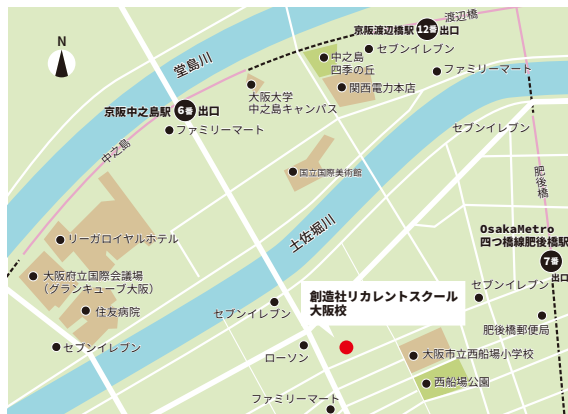 N
堂島川
京阪渡辺橋駅 12番 出口
渡辺橋
セブンイレブン
中之島
四季の丘
ファミリーマート
関西電力本店
大阪大学
中之島キャンパス
京阪中之島駅 6番 出口
ファミリーマート
セブンイレブン
中之島
国立国際美術館
肥後橋
土佐堀川
OsakaMetro
四つ橋線肥後橋駅
7番
出口
リーガロイヤルホテル
大阪府立国際会議場
(グランキューブ大阪)
住友病院
セブンイレブン
セブンイレブン
創造社リカレントスクール
大阪校
セブンイレブン
肥後橋郵便局
ローソン
大阪市立西船場小学校
西船場公園
ファミリーマート